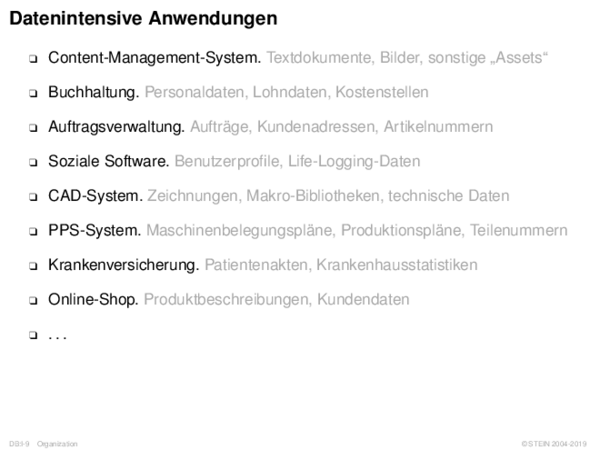 Datenintensive Anwendungen
❑ Content-Management-System. Textdokumente, Bilder, sonstige „Assets“
❑ Buchhaltung. Personaldaten, Lohndaten, Kostenstellen
❑ Auftragsverwaltung. Aufträge, Kundenadressen, Artikelnummern
❑ Soziale Software. Benutzerprofile, Life-Logging-Daten
❑ CAD-System. Zeichnungen, Makro-Bibliotheken, technische Daten
❑ PPS-System. Maschinenbelegungspläne, Produktionspläne, Teilenummern
❑ Krankenversicherung. Patientenakten, Krankenhausstatistiken
❑ Online-Shop. Produktbeschreibungen, Kundendaten
❑ . . .
DB:I-9 Organization © STEIN 2004-2019